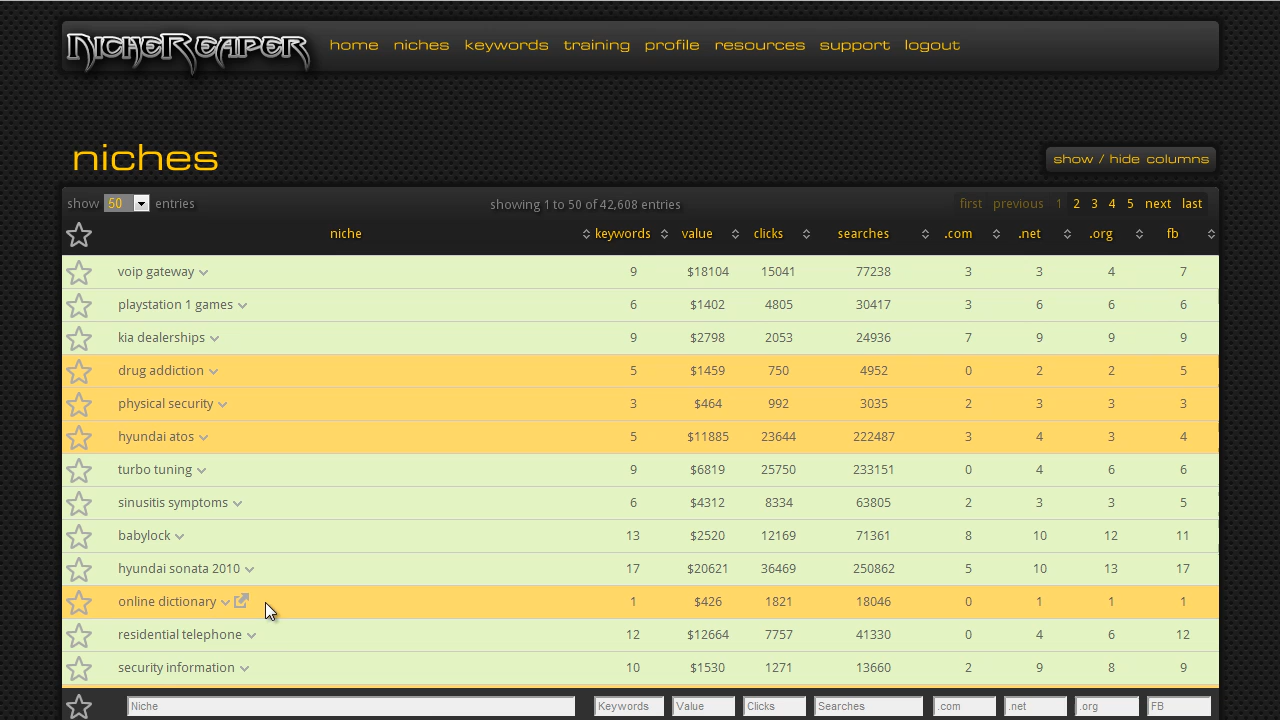 NicheReaper home niches keywords training profile resources support logout
niches
show / hide columns
show 50 entries showing 1 to 50 of 42,608 entries first previous 1 2 3 4 5 next last
niche keywords value clicks searches .com .net .org fb
voip gateway 9 $18104 15041 77238 3 3 4 7
playstation 1 games 6 $1402 4805 30417 3 6 6 6
kia dealerships 9 $2798 2053 24936 7 9 9 9
drug addiction 5 $1459 750 4952 0 2 2 5
physical security 3 $464 992 3035 2 3 3 3
hyundai atos 5 $11885 23644 222487 3 4 3 4
turbo tuning 9 $6819 25750 233151 0 4 6 6
sinusitis symptoms 6 $4312 8334 63805 2 3 3 5
babylock 13 $2520 12169 71361 8 10 12 11
hyundai sonata 2010 17 $20621 36469 250862 5 10 13 17
online dictionary 1 $426 1821 18046 0 1 1 1
residential telephone 12 $12664 7757 41330 0 4 6 12
security information 10 $1530 1271 13660 2 9 8 9
Niche Keywords Value Clicks Searches .com .net .org FB